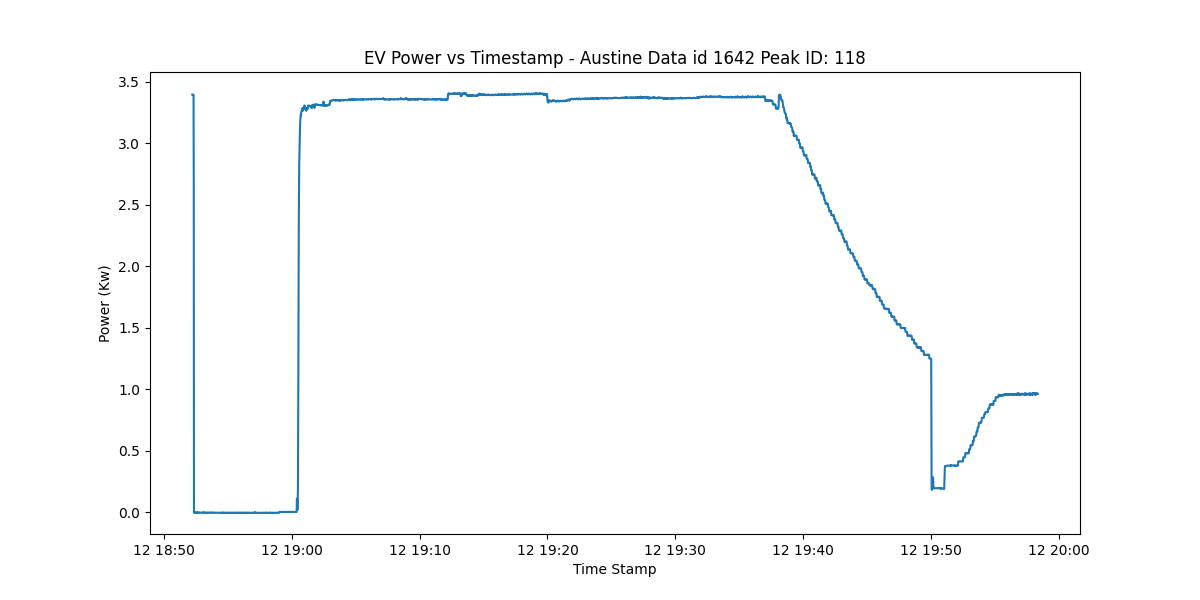 EV Power vs Timestamp - Austine Data id 1642 Peak ID: 118
3.5
3.0
2.5
2.0
1.5
1.0
0.5
0.0
Power (Kw)
12 18:50 12 19:00 12 19:10 12 19:20 12 19:30 12 19:40 12 19:50 12 20:00
Time Stamp